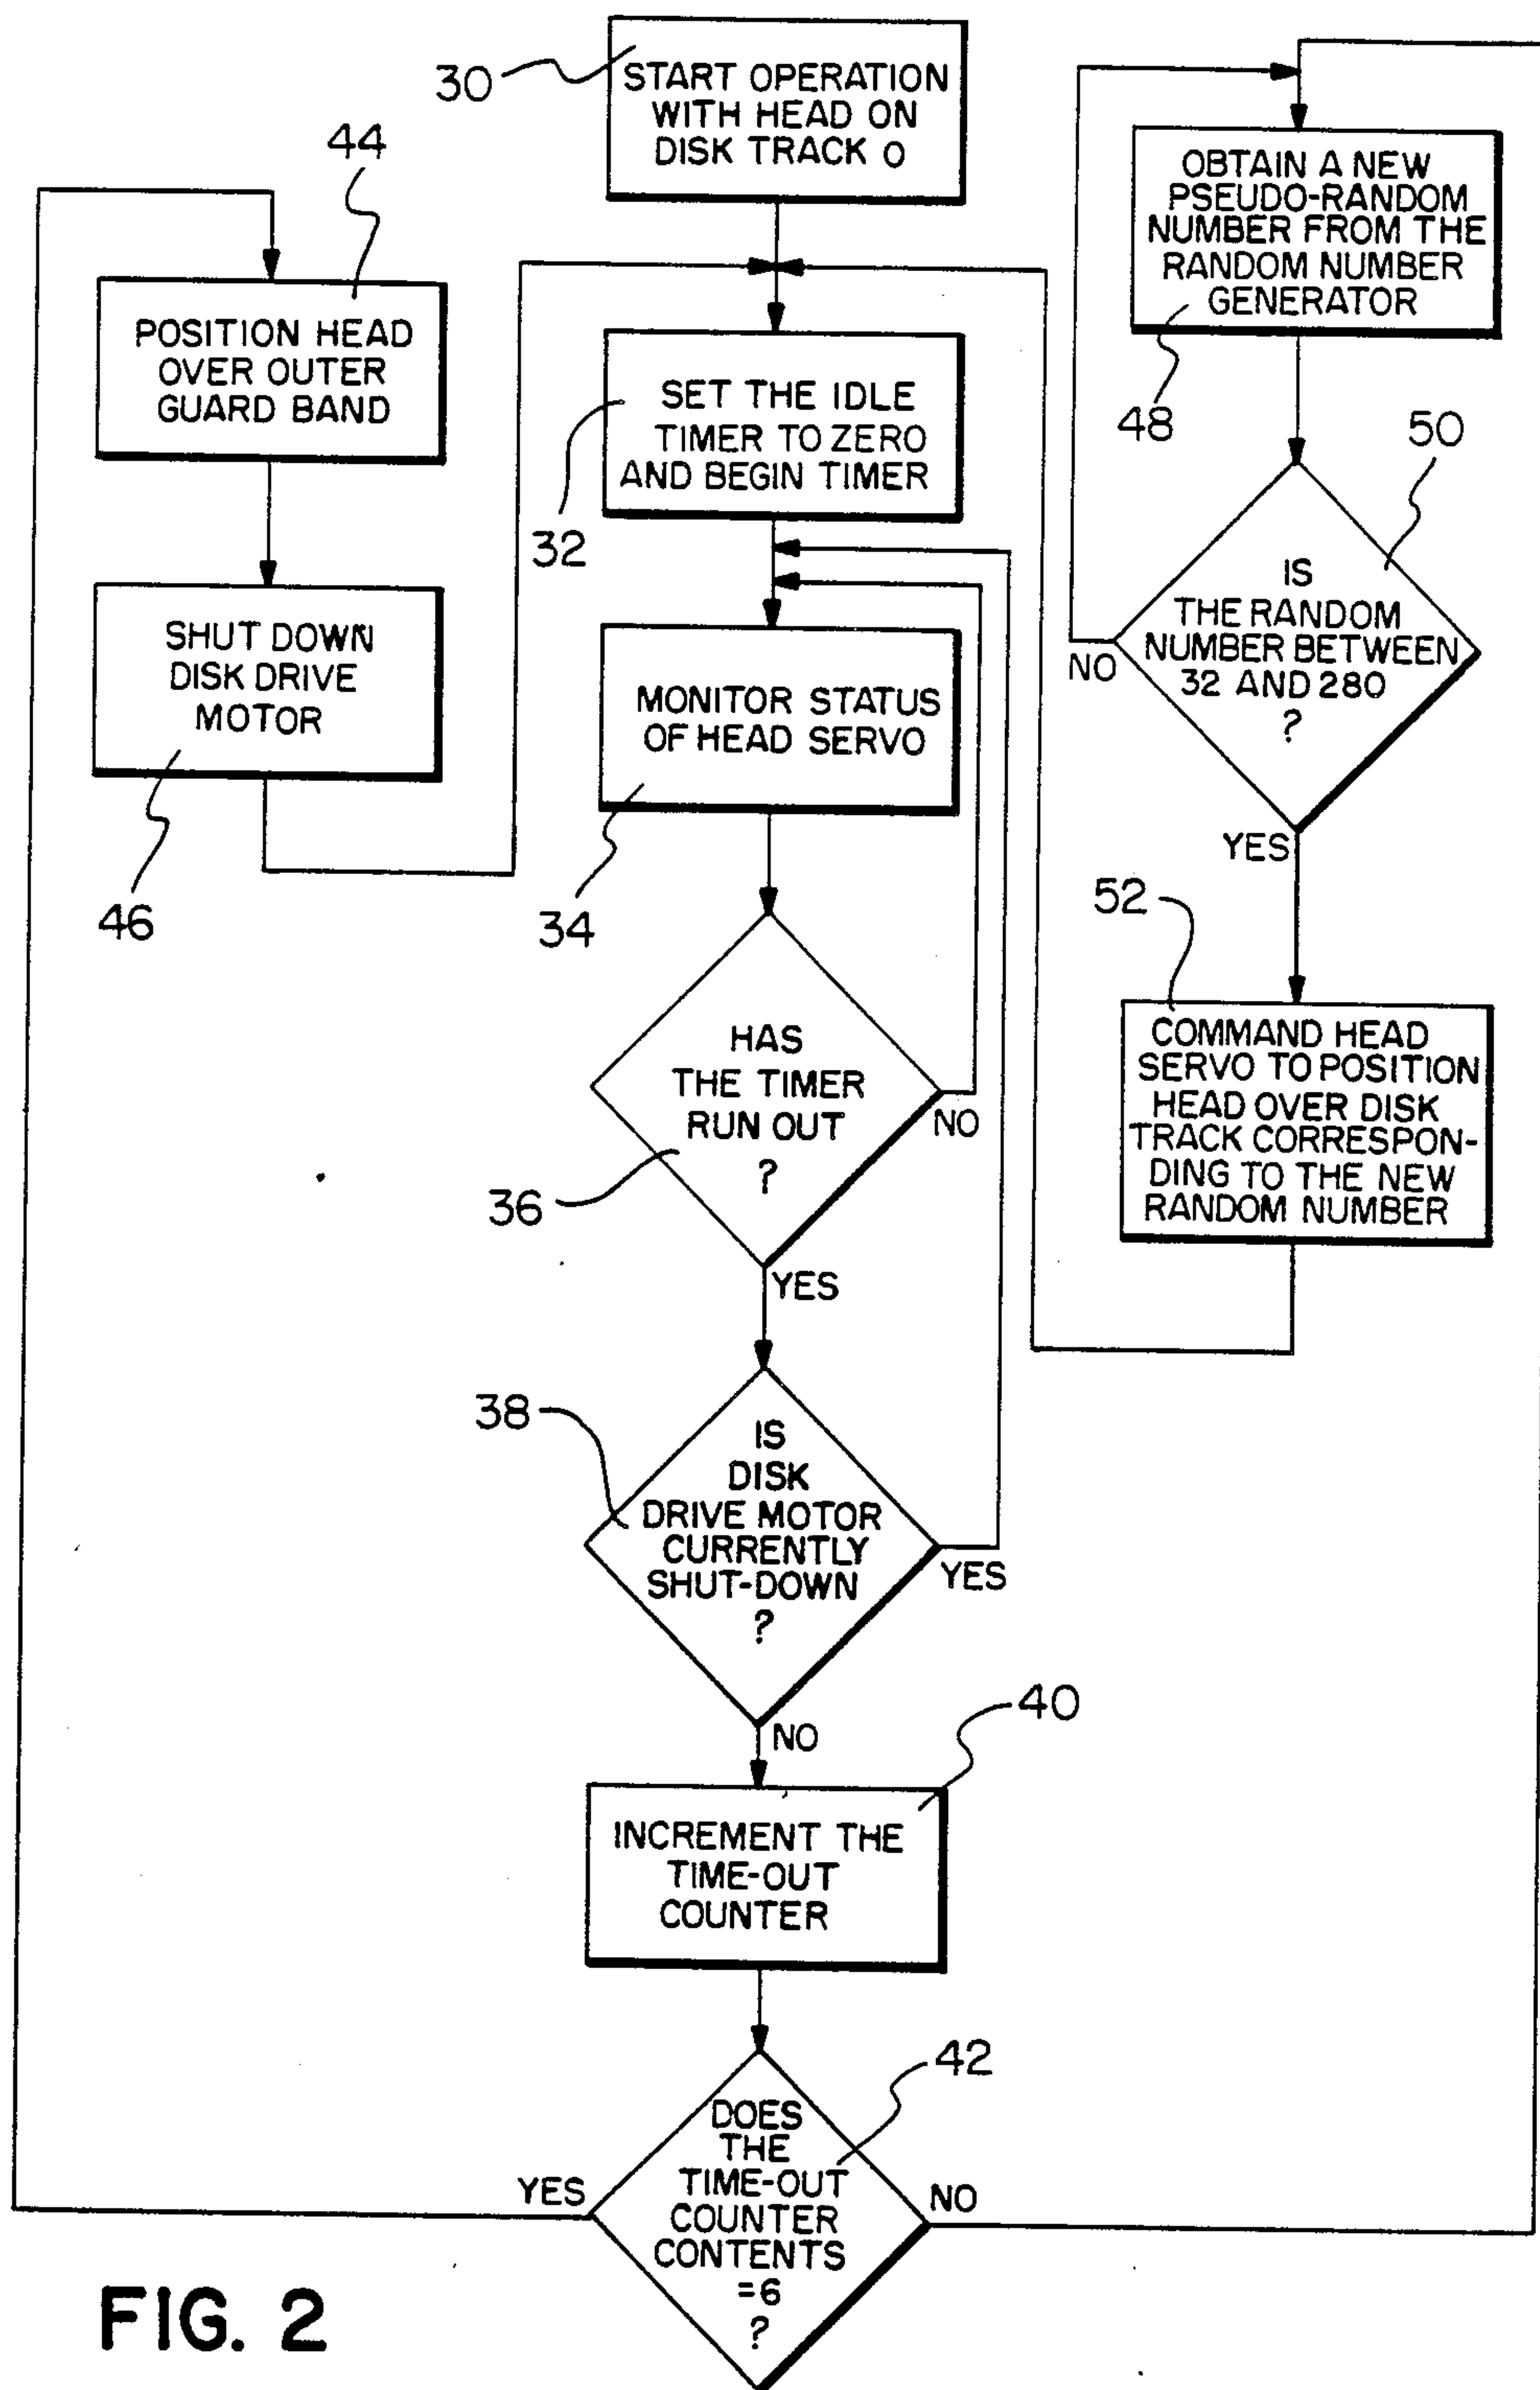 30
START OPERATION
WITH HEAD ON
DISK TRACK 0
44
POSITION HEAD
OVER OUTER
GUARD BAND
SHUT DOWN
DISK DRIVE
MOTOR
46
SET THE IDLE
TIMER TO ZERO
AND BEGIN TIMER
32
MONITOR STATUS
OF HEAD SERVO
34
HAS
THE TIMER
RUN OUT
?
36
NO
YES
38
IS
DISK
DRIVE MOTOR
CURRENTLY
SHUT-DOWN
?
YES
NO
40
INCREMENT THE
TIME-OUT
COUNTER
42
DOES
THE
TIME-OUT
COUNTER
CONTENTS
=6
?
YES
NO
OBTAIN A NEW
PSEUDO-RANDOM
NUMBER FROM THE
RANDOM NUMBER
GENERATOR
48
50
IS
THE RANDOM
NUMBER BETWEEN
32 AND 280
?
NO
YES
52
COMMAND HEAD
SERVO TO POSITION
HEAD OVER DISK
TRACK CORRESPON-
DING TO THE NEW
RANDOM NUMBER
FIG. 2